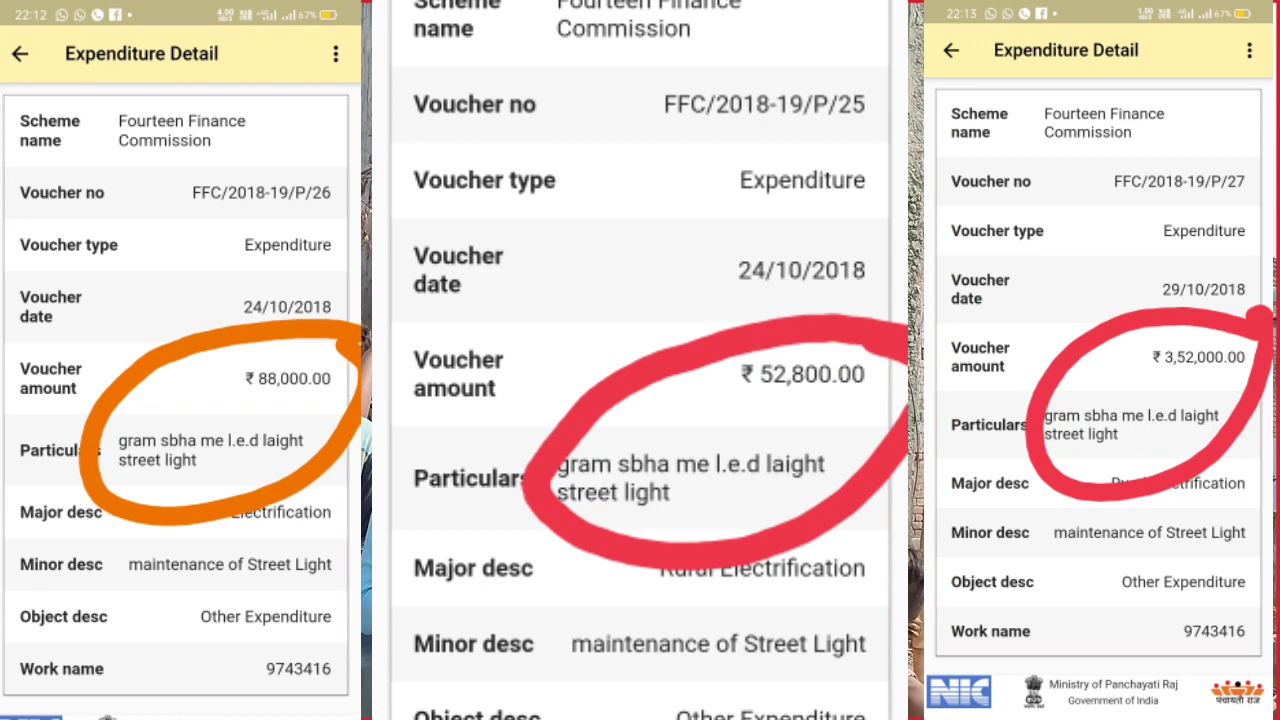 22:12
4.00
67%
Expenditure Detail
Scheme name
Fourteen Finance
Commission
Voucher no
FFC/2018-19/P/26
Voucher type
Expenditure
Voucher date
24/10/2018
Voucher amount
₹ 88,000.00
gram sbha me l.e.d laight
street light
Major desc
Electrification
Minor desc
maintenance of Street Light
Object desc
Other Expenditure
Work name
9743416
Scheme name
Fourteen Finance
Commission
Voucher no
FFC/2018-19/P/25
Voucher type
Expenditure
Voucher date
24/10/2018
Voucher amount
₹ 52,800.00
Particulars
gram sbha me l.e.d laight
street light
Major desc
Rural Electrification
Minor desc
maintenance of Street Light
Object desc
Other Expenditure
22:13
67%
Expenditure Detail
Scheme name
Fourteen Finance
Commission
Voucher no
FFC/2018-19/P/27
Voucher type
Expenditure
Voucher date
29/10/2018
Voucher amount
₹ 3,52,000.00
Particulars
gram sbha me l.e.d laight
street light
Major desc
Minor desc
maintenance of Street Light
Object desc
Other Expenditure
Work name
9743416
NIC
Ministry of Panchayati Raj
Government of India
पंचायती राज